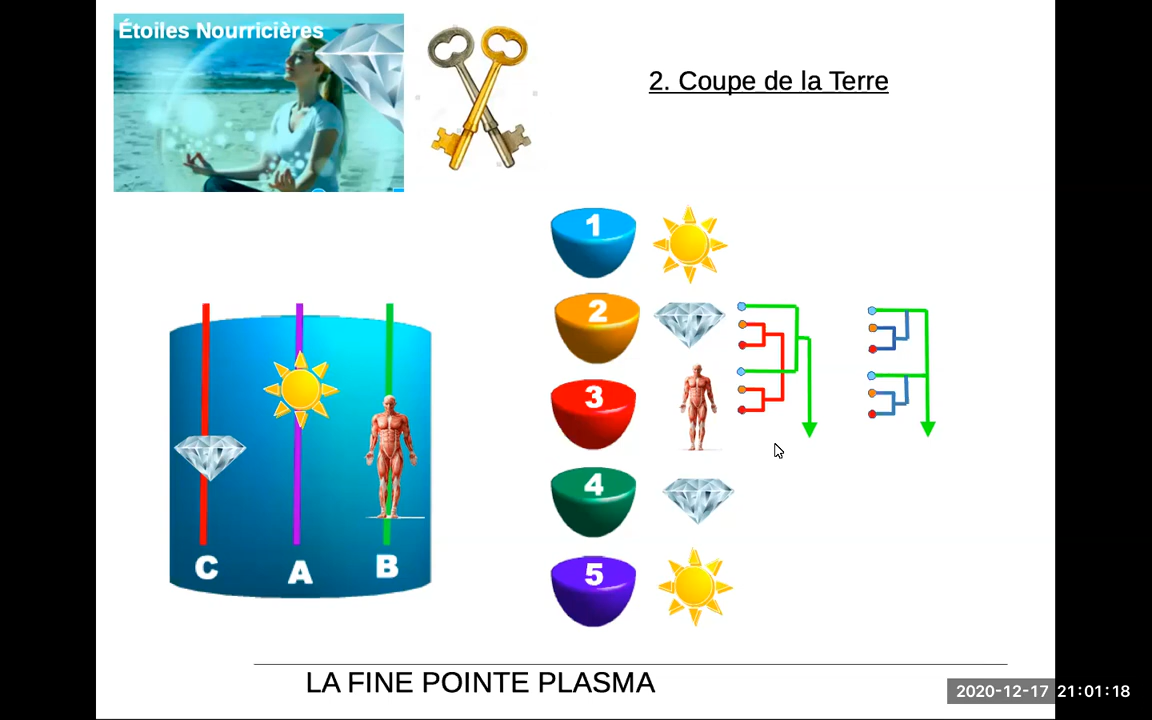 Étoiles Nourricières
2. Coupe de la Terre
1
2
3
4
5
C A B
LA FINE POINTE PLASMA
2020-12-17 21:01:18